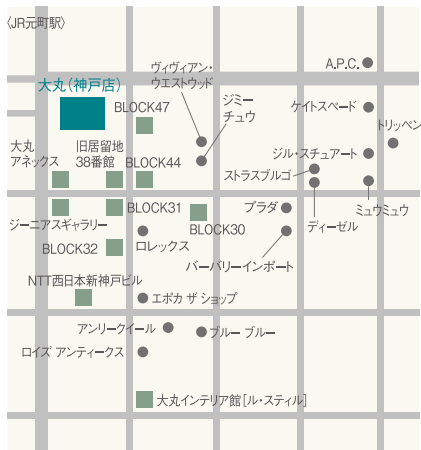 〈JR元町駅〉
ヴィヴィアン・
ウエストウッド
A.P.C.
大丸(神戸店)
ジミー
チュウ
BLOCK47
ケイトスペード
トリッペン
大丸
アネックス
旧居留地
38番館
BLOCK44
ジル・スチュアート
ストラスブルゴ
BLOCK31
プラダ
ミュウミュウ
ジーニアスギャラリー
ディーゼル
BLOCK30
BLOCK32
ロレックス
バーバリーインポート
NTT西日本新神戸ビル
エポカ ザ ショップ
アンリークイール
ブルー ブルー
ロイズ アンティークス
大丸インテリア館[ル・スティル]